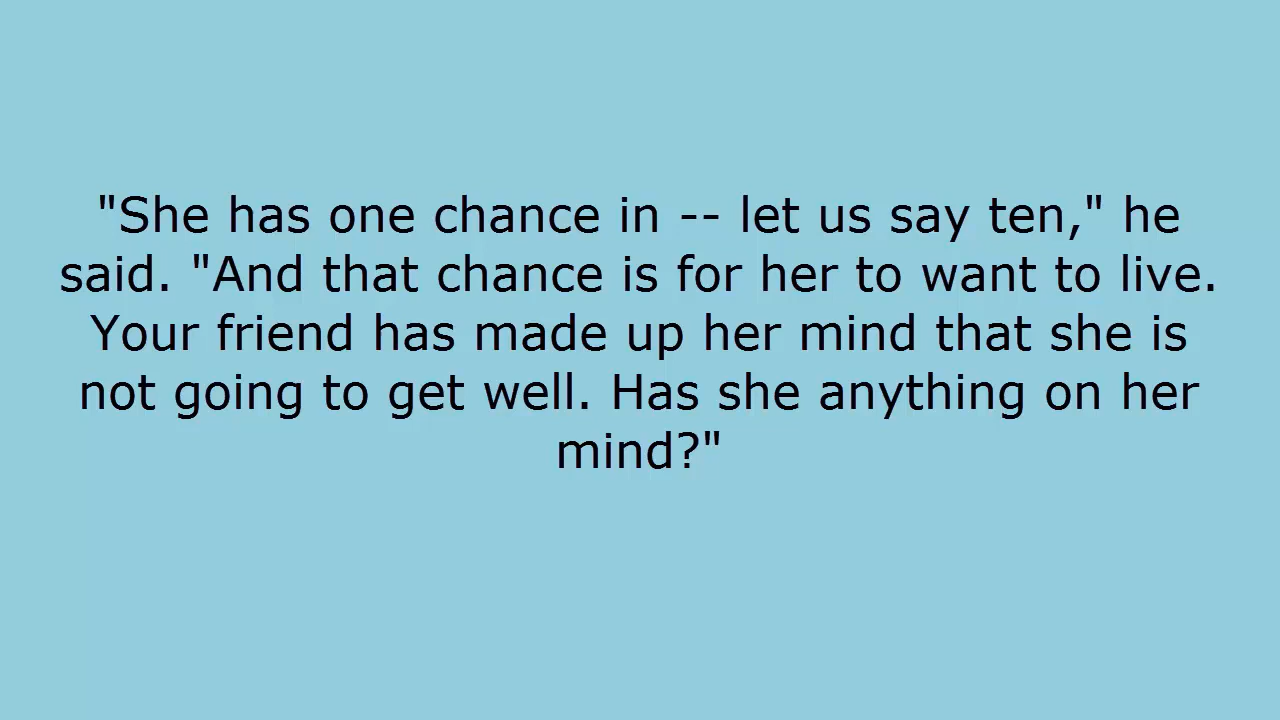 "She has one chance in -- let us say ten," he
said. "And that chance is for her to want to live.
Your friend has made up her mind that she is
not going to get well. Has she anything on her
mind?"